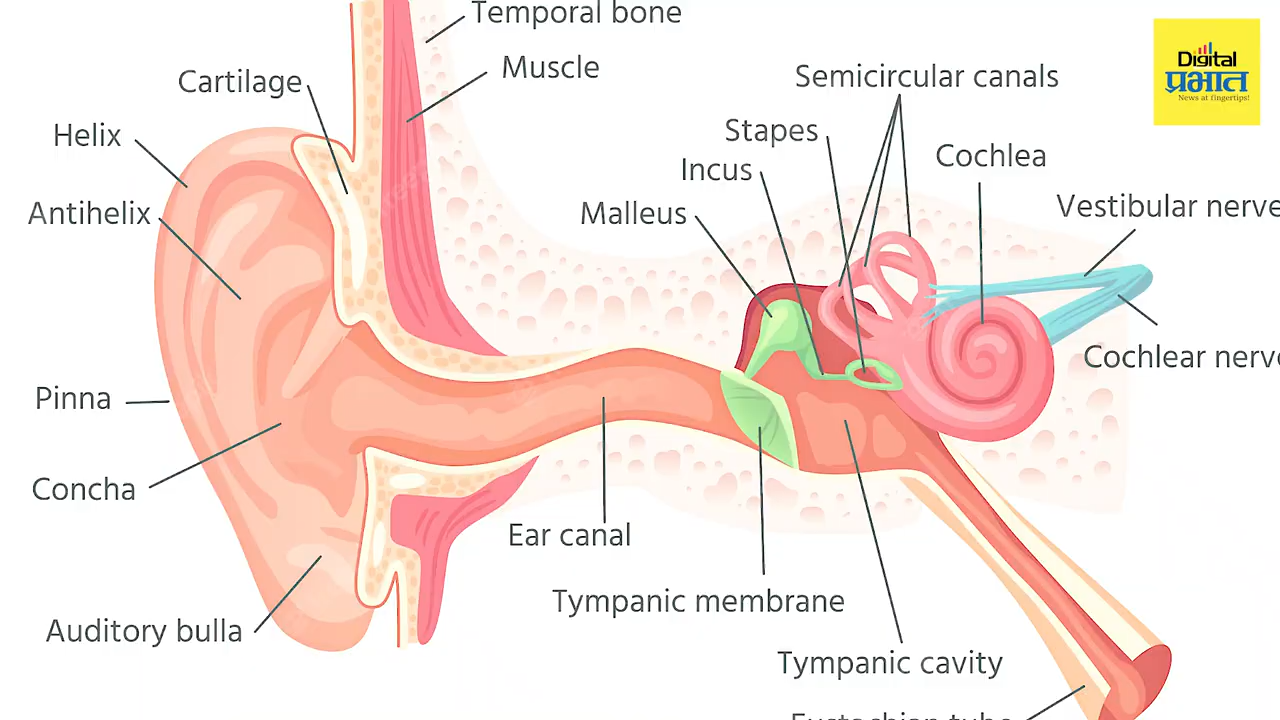 Temporal bone
Muscle
Cartilage
Helix
Antihelix
Pinna
Concha
Auditory bulla
Semicircular canals
Stapes
Incus
Malleus
Cochlea
Vestibular nerve
Cochlear nerve
Ear canal
Tympanic membrane
Tympanic cavity
Eustachian tube
Digital
प्रभात
News at fingertips!